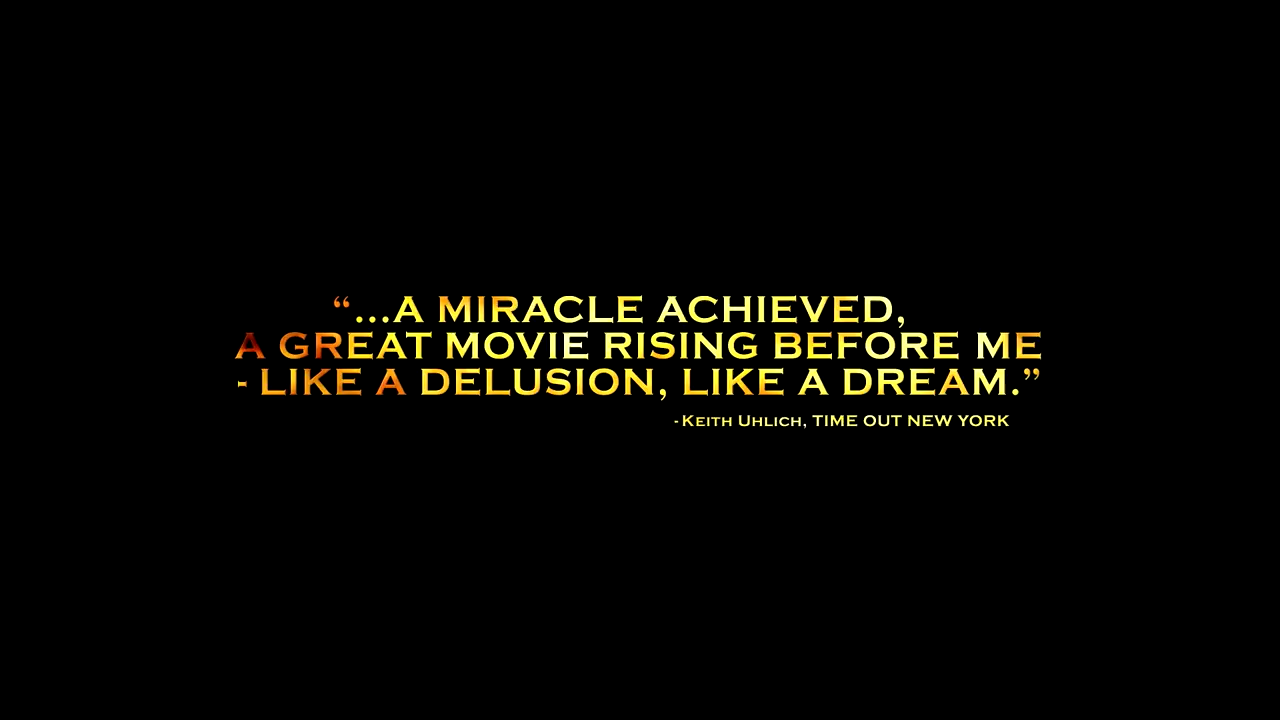 “...A MIRACLE ACHIEVED,
A GREAT MOVIE RISING BEFORE ME
- LIKE A DELUSION, LIKE A DREAM.”
- Keith Uhlich, TIME OUT NEW YORK